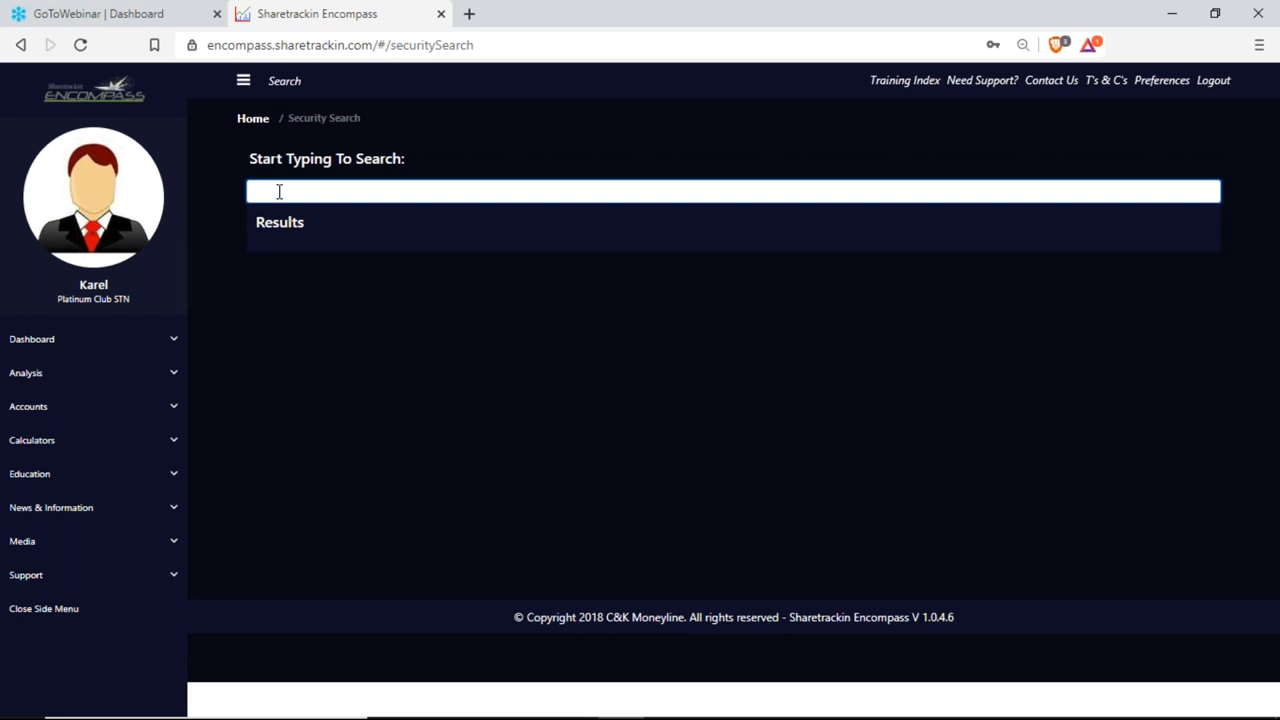 GoToWebinar | Dashboard
Sharetrackin Encompass
encompass.sharetrackin.com/#/securitySearch
Sharetrackin
ENCOMPASS
Search
Training Index Need Support? Contact Us T's & C's Preferences Logout
Home / Security Search
Start Typing To Search:
Results
Karel
Platinum Club STN
Dashboard
Analysis
Accounts
Calculators
Education
News & Information
Media
Support
Close Side Menu
© Copyright 2018 C&K Moneyline. All rights reserved - Sharetrackin Encompass V 1.0.4.6